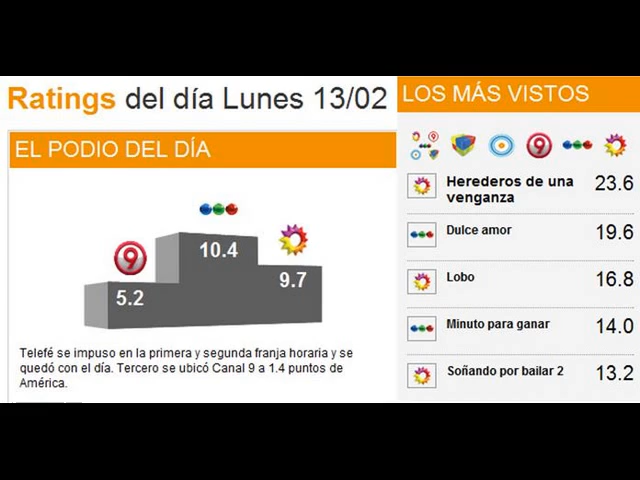 Ratings del día Lunes 13/02
EL PODIO DEL DÍA
9
5.2
10.4
9.7
Telefé se impuso en la primera y segunda franja horaria y se
quedó con el día. Tercero se ubicó Canal 9 a 1.4 puntos de
América.
LOS MÁS VISTOS
9
Herederos de una
venganza
23.6
Dulce amor
19.6
Lobo
16.8
Minuto para ganar
14.0
Soñando por bailar 2
13.2